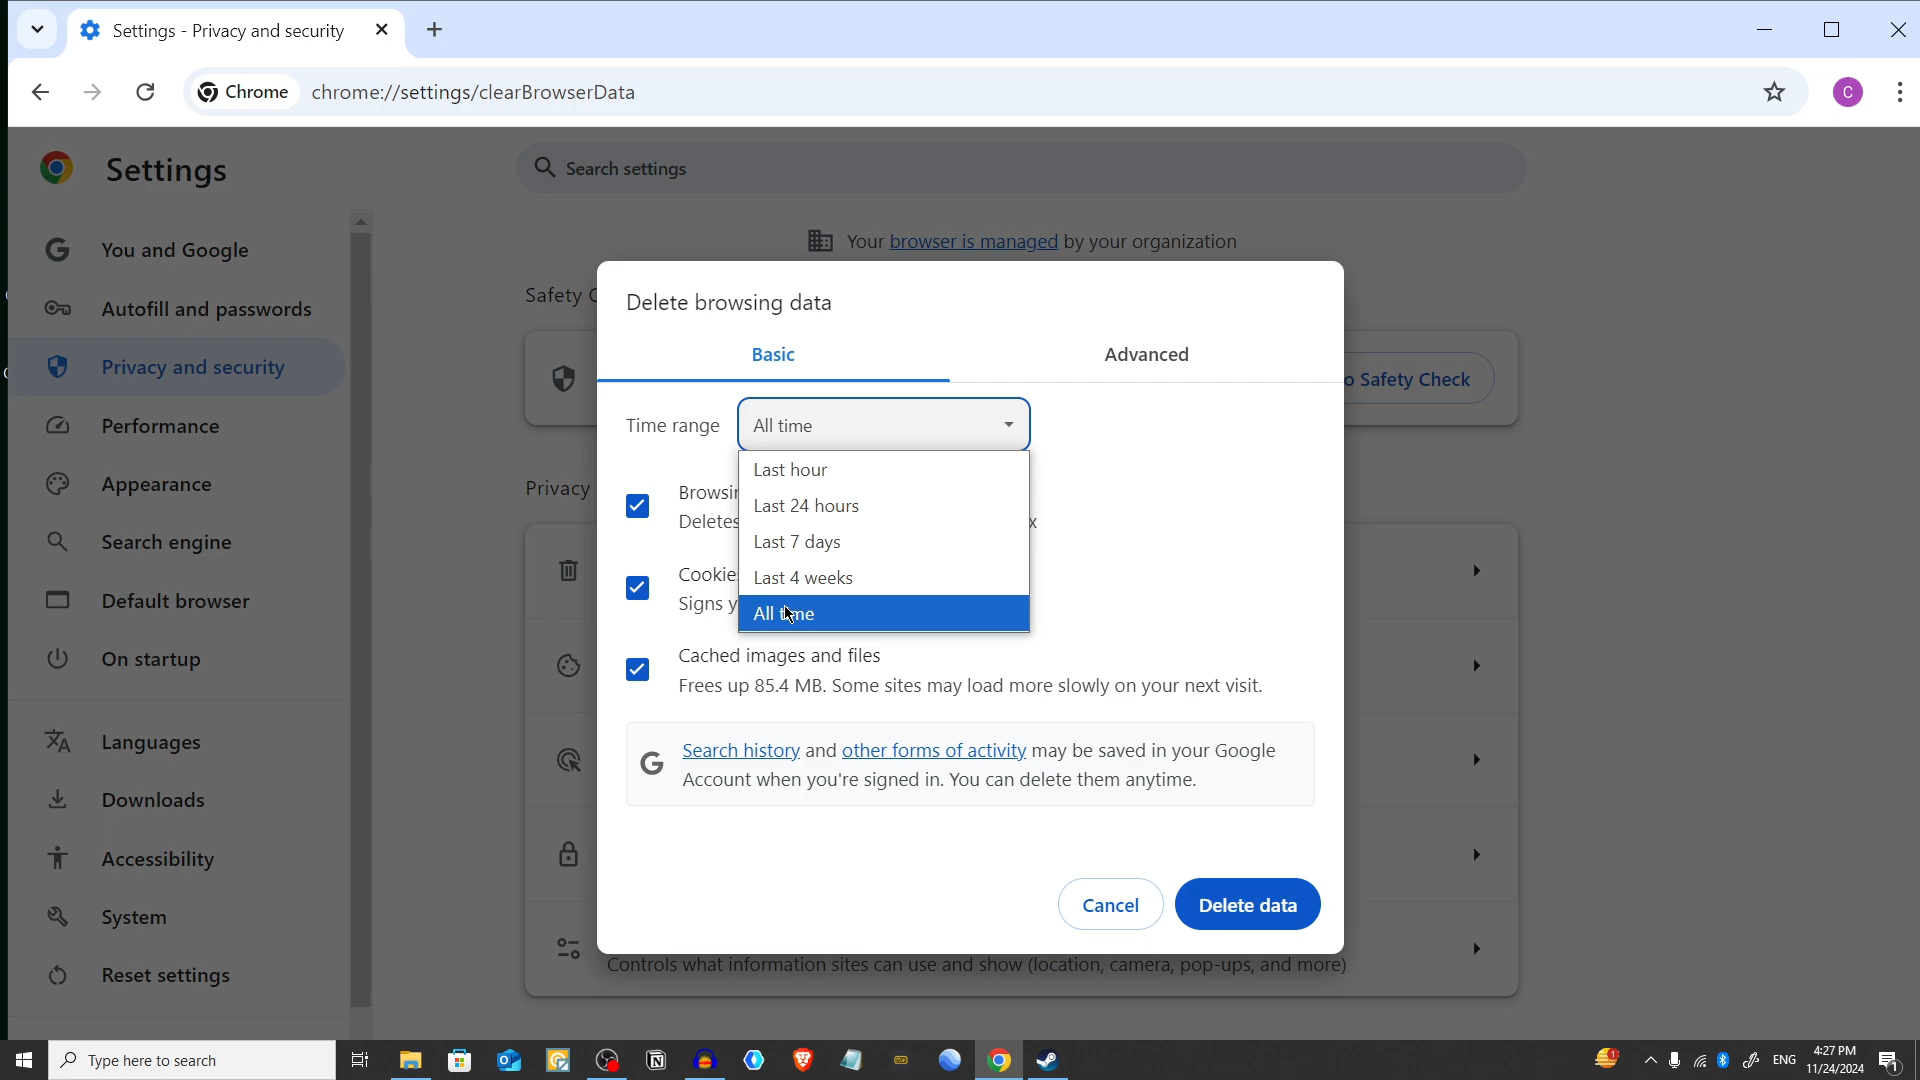 Settings - Privacy and security
Chrome
chrome://settings/clearBrowserData
C
Settings
Search settings
Your browser is managed by your organization
You and Google
Autofill and passwords
Privacy and security
Performance
Appearance
Search engine
Default browser
On startup
Languages
Downloads
Accessibility
System
Reset settings
Safety
Safety Check
Privacy
Delete browsing data
Basic
Advanced
Time range
All time
Last hour
Last 24 hours
Last 7 days
Last 4 weeks
All time
Deletes
Signs
Cached images and files
Frees up 85.4 MB. Some sites may load more slowly on your next visit.
Search history and other forms of activity may be saved in your Google
Account when you're signed in. You can delete them anytime.
Cancel
Delete data
Controls what information sites can use and show (location, camera, pop-ups, and more)
Type here to search
ENG
4:27 PM
11/24/2024